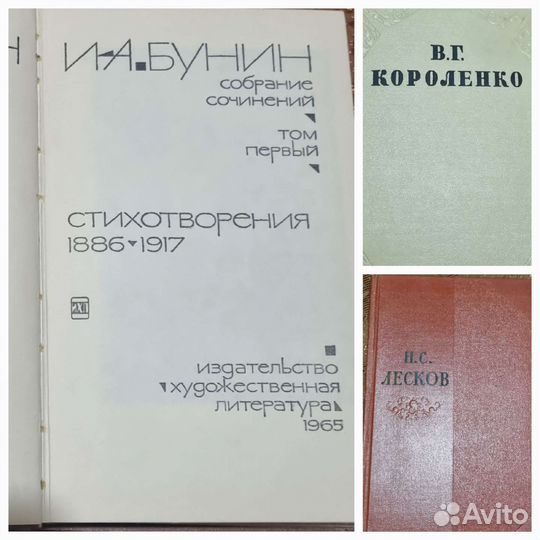 И·А·БУНИН
собрание
сочинений
том
первый
стихотворения
1886 1917
издательство
художественная
литература
1965
В.Г.
КОРОЛЕНКО
Н.С.
ЛЕСКОВ
Avito